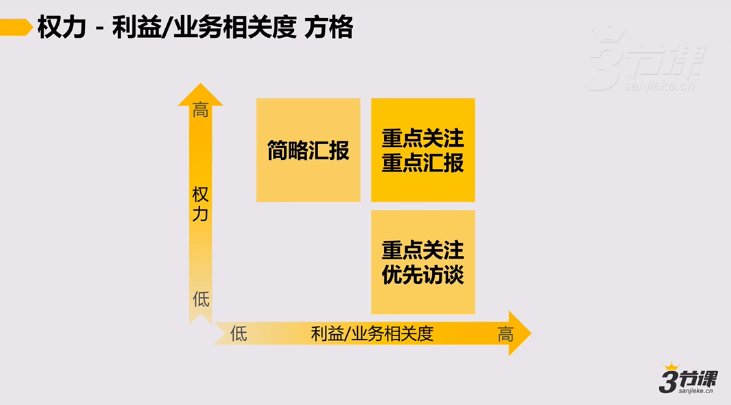 权力 - 利益/业务相关度 方格
3节课
sanjieke.cn
高
简略汇报
重点关注
重点汇报
权
力
重点关注
优先访谈
低
低
利益/业务相关度
高
3节课
sanjieke.cn